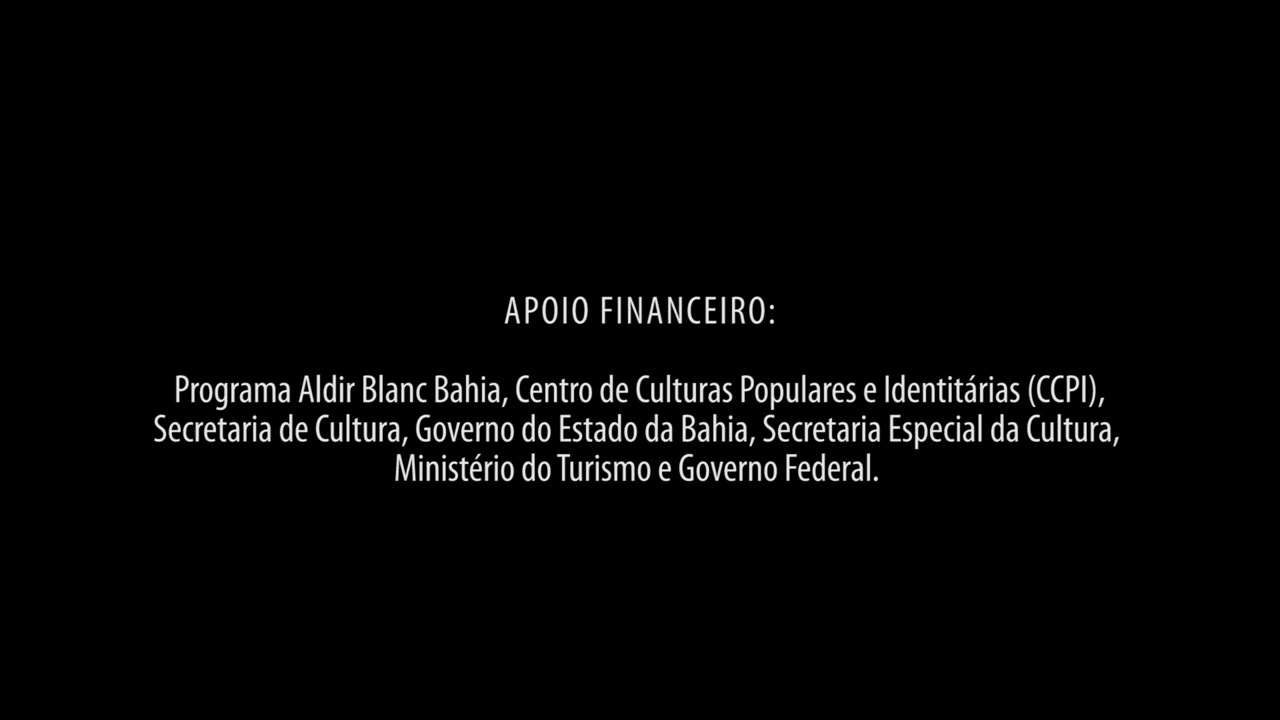 APOIO FINANCEIRO:
Programa Aldir Blanc Bahia, Centro de Culturas Populares e Identitárias (CCPI),
Secretaria de Cultura, Governo do Estado da Bahia, Secretaria Especial da Cultura,
Ministério do Turismo e Governo Federal.